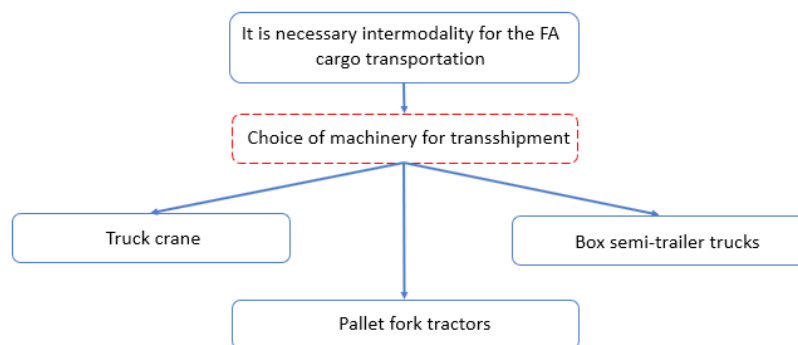 It is necessary intermodality for the FA
cargo transportation
Choice of machinery for transshipment
Truck crane
Box semi-trailer trucks
Pallet fork tractors